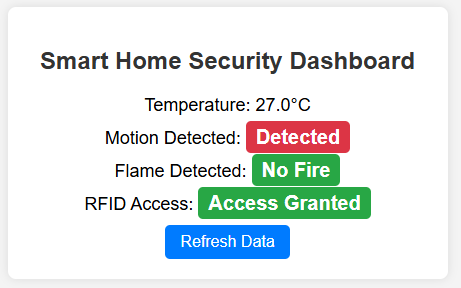 Smart Home Security Dashboard
Temperature: 27.0°C
Motion Detected: Detected
Flame Detected: No Fire
RFID Access: Access Granted
Refresh Data